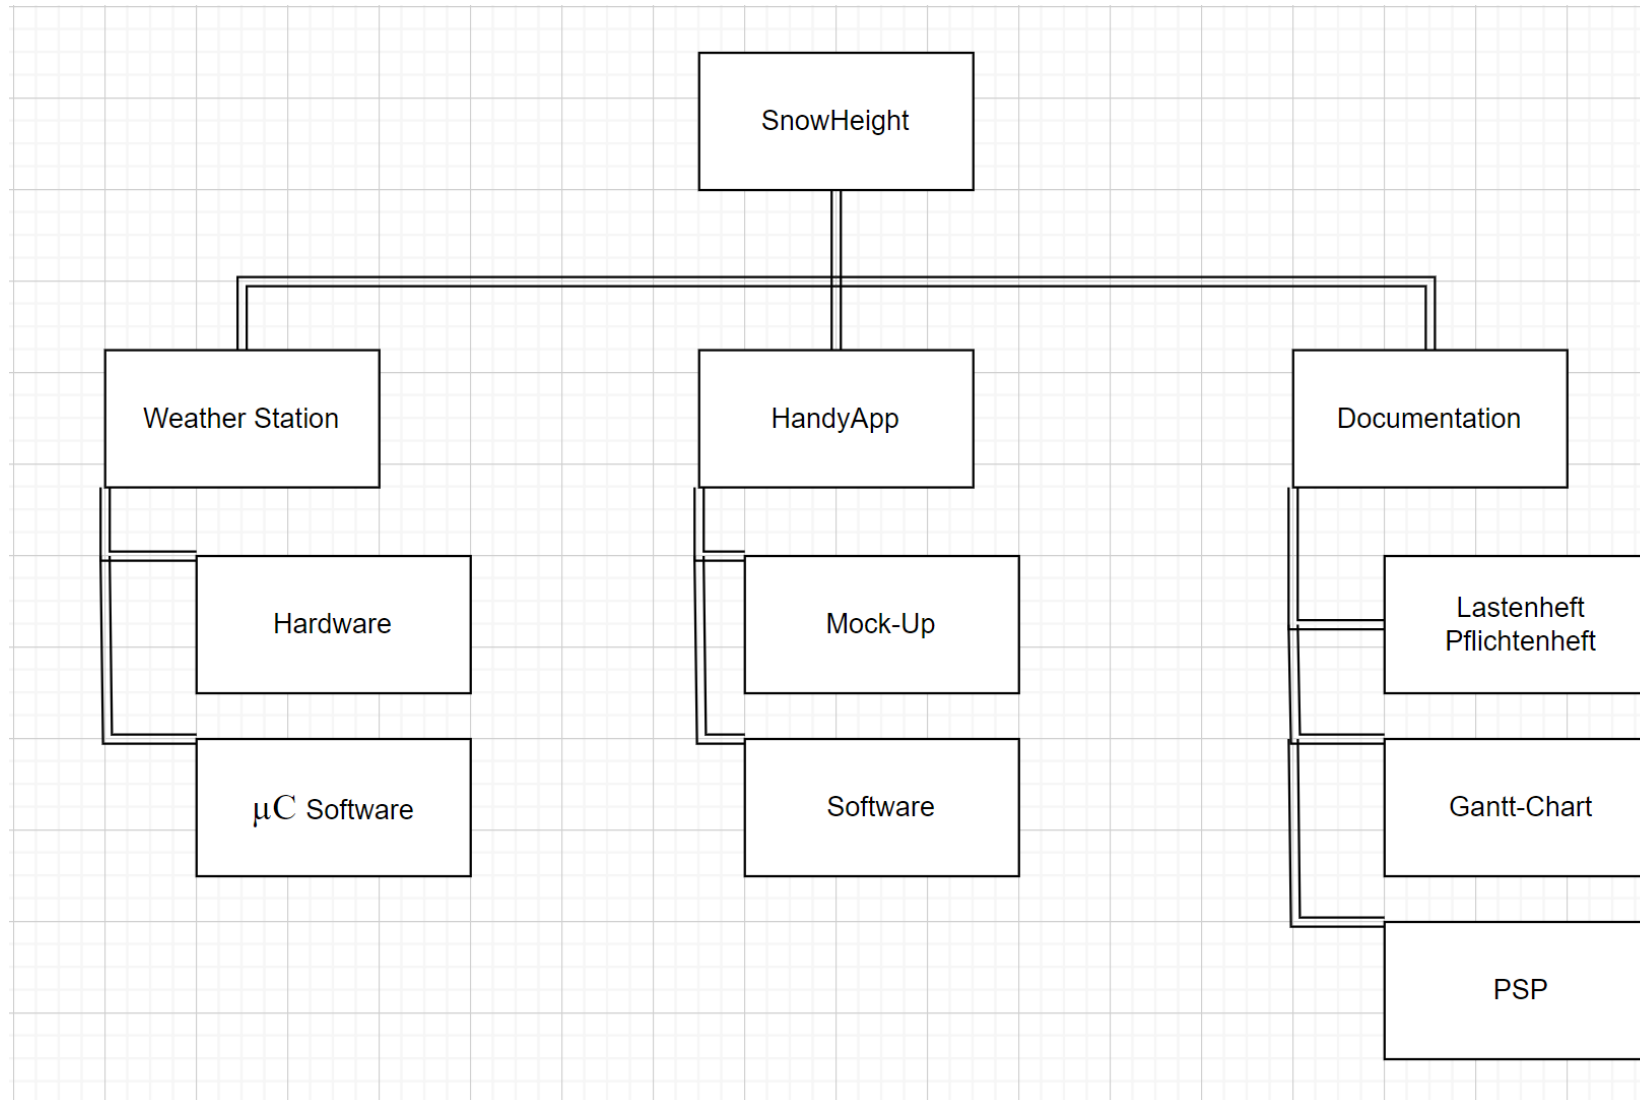 SnowHeight
Weather Station
HandyApp
Documentation
Hardware
Mock-Up
Lastenheft
Pflichtenheft
μC Software
Software
Gantt-Chart
PSP